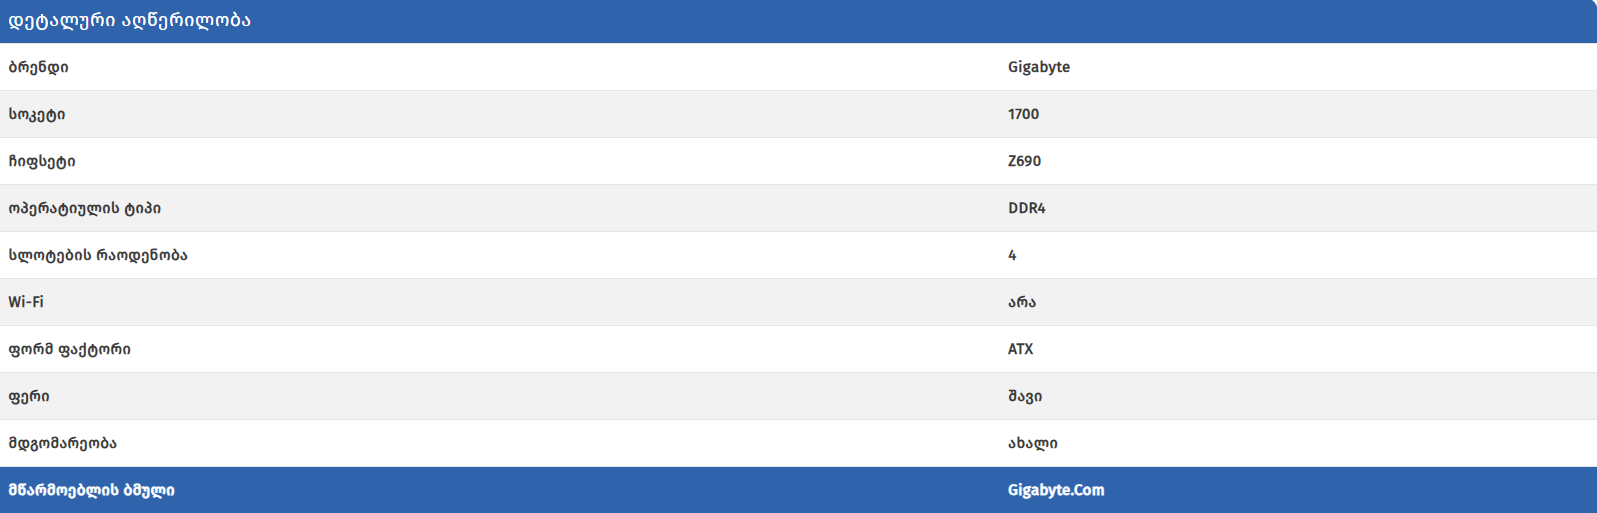 დეტალური აღწერილობა
ბრენდი Gigabyte
სოკეტი 1700
ჩიფსეტი Z690
ოპერატიულის ტიპი DDR4
სლოტების რაოდენობა 4
Wi-Fi არა
ფორმ ფაქტორი ATX
ფერი შავი
მდგომარეობა ახალი
მწარმოებლის ბმული Gigabyte.Com